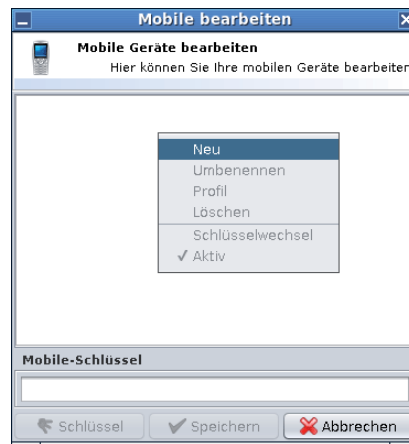 Mobile bearbeiten
Mobile Geräte bearbeiten
Hier können Sie Ihre mobilen Geräte bearbeiten
Neu
Umbenennen
Profil
Löschen
Schlüsselwechsel
Aktiv
Mobile-Schlüssel
Schlüssel Speichern Abbrechen